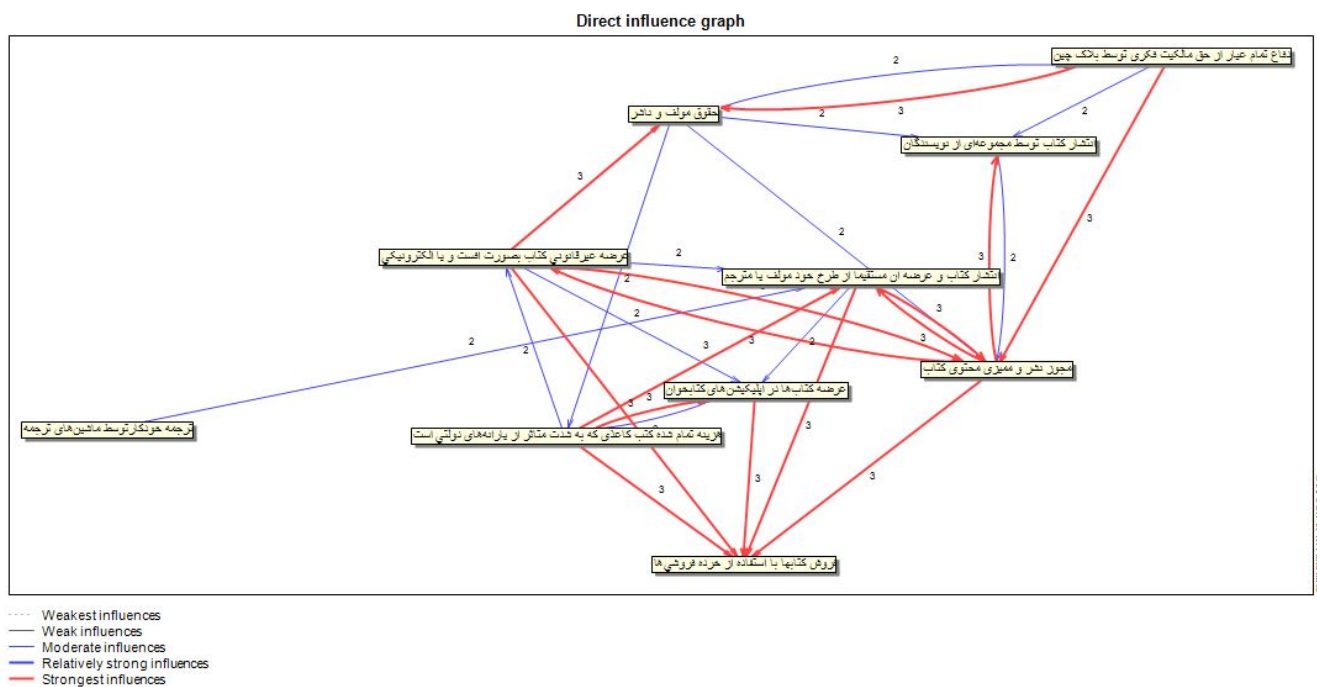 Direct influence graph
دفاع تمام عیار از حق مالکیت فکری توسط بلاک چین
2
3
2
حقوق مولف و ناشر
2
انتشار کتاب توسط مجموعه‌ای از نویسندگان
3
3
2
عرضه غیرقانونی کتاب بصورت افست و یا الکترونیکی
2
3
2
انتشار کتاب و عرضه ان مستقیما از طرح خود مولف یا مترجم
2
3
2
2
3
3
2
3
2
مجوز نشر و ممیزی محتوی کتاب
عرضه کتاب‌ها در اپلیکیشن های کتابخوان
3
3
ترجمه خودکارتوسط ماشین‌های ترجمه
هزینه تمام شده کتب کاغذی که به شدت متاثر از یارانه‌های دولتی است
3
3
3
3
3
فروش کتابها با استفاده از خرده فروشی ها
Weakest influences
Weak influences
Moderate influences
Relatively strong influences
Strongest influences